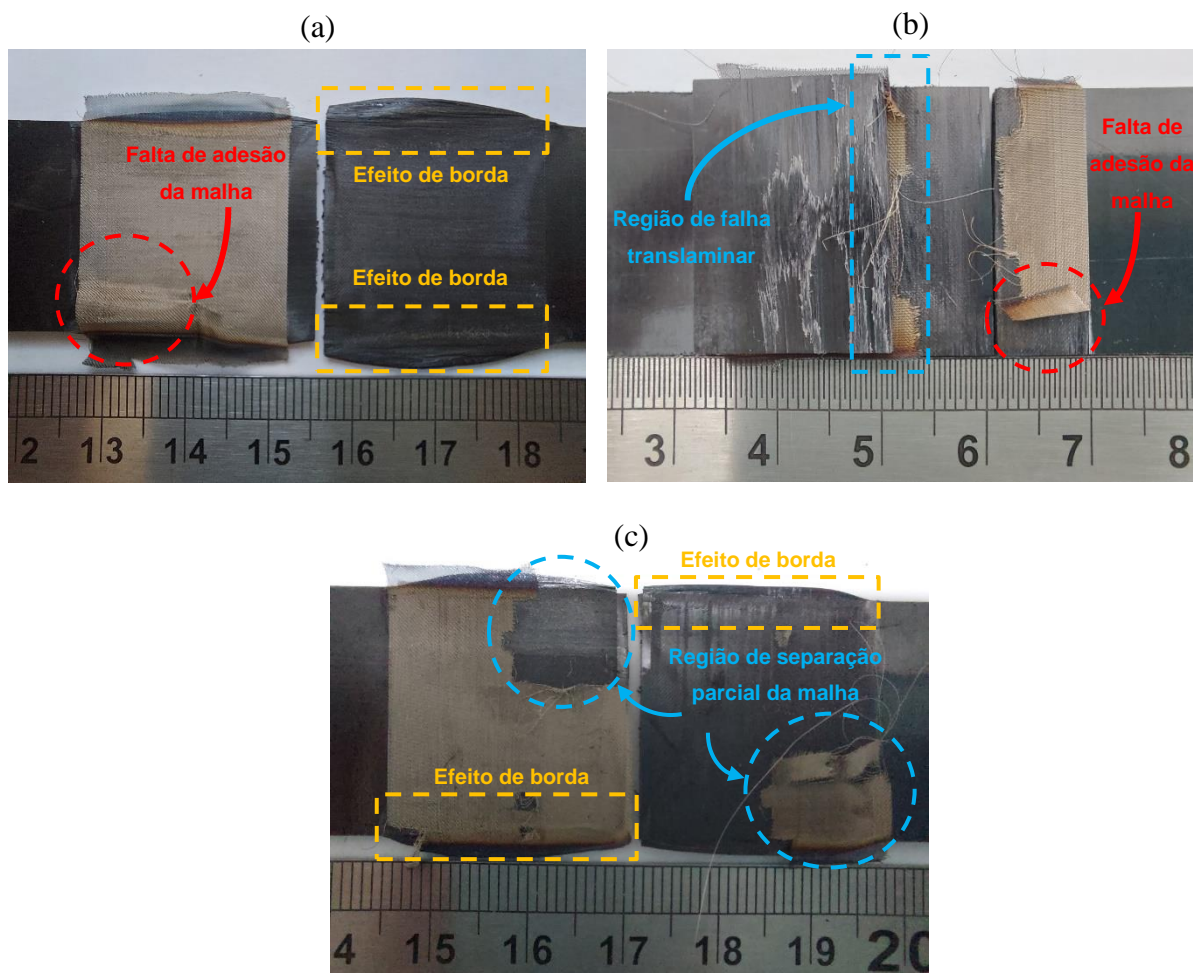 (a)
Falta de adesão
da malha
Efeito de borda
Efeito de borda
2 13 14 15 16 17 18
(b)
Região de falha
translaminar
Falta de
adesão da
malha
3 4 5 6 7 8
(c)
Efeito de borda
Região de separação
parcial da malha
Efeito de borda
4 15 16 17 18 19 20